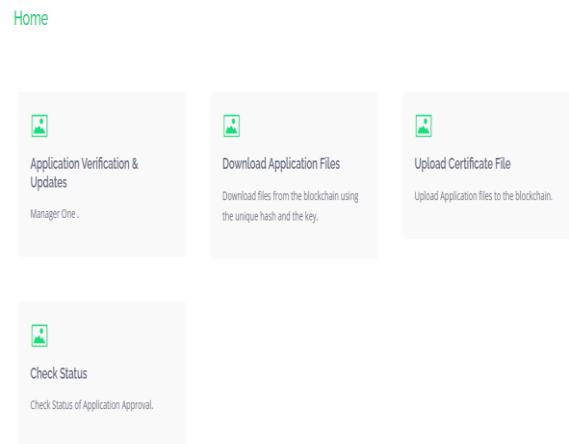 Home
Application Verification &
Updates
Manager One .
Download Application Files
Download files from the blockchain using
the unique hash and the key.
Upload Certificate File
Upload Application files to the blockchain.
Check Status
Check Status of Application Approval.